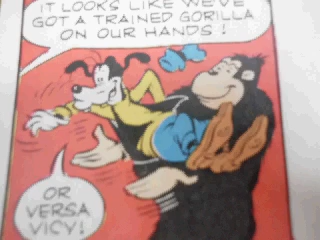 IT LOOKS LIKE WE'VE
GOT A TRAINED GORILLA
ON OUR HANDS!
OR
VERSA
VICY!